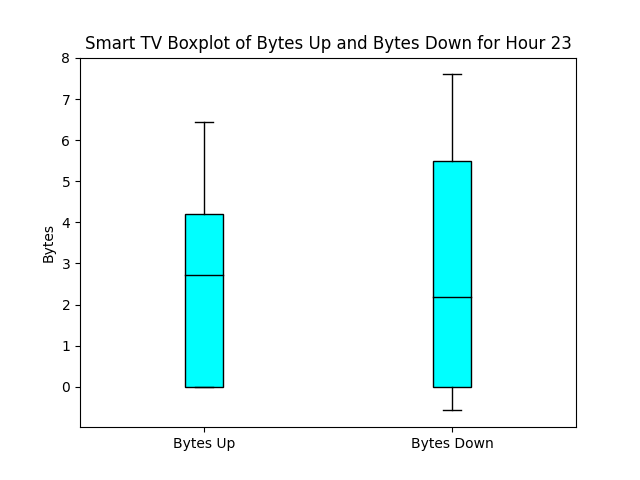 Smart TV Boxplot of Bytes Up and Bytes Down for Hour 23
8
7
6
5
4
3
2
1
0
Bytes
Bytes Up
Bytes Down